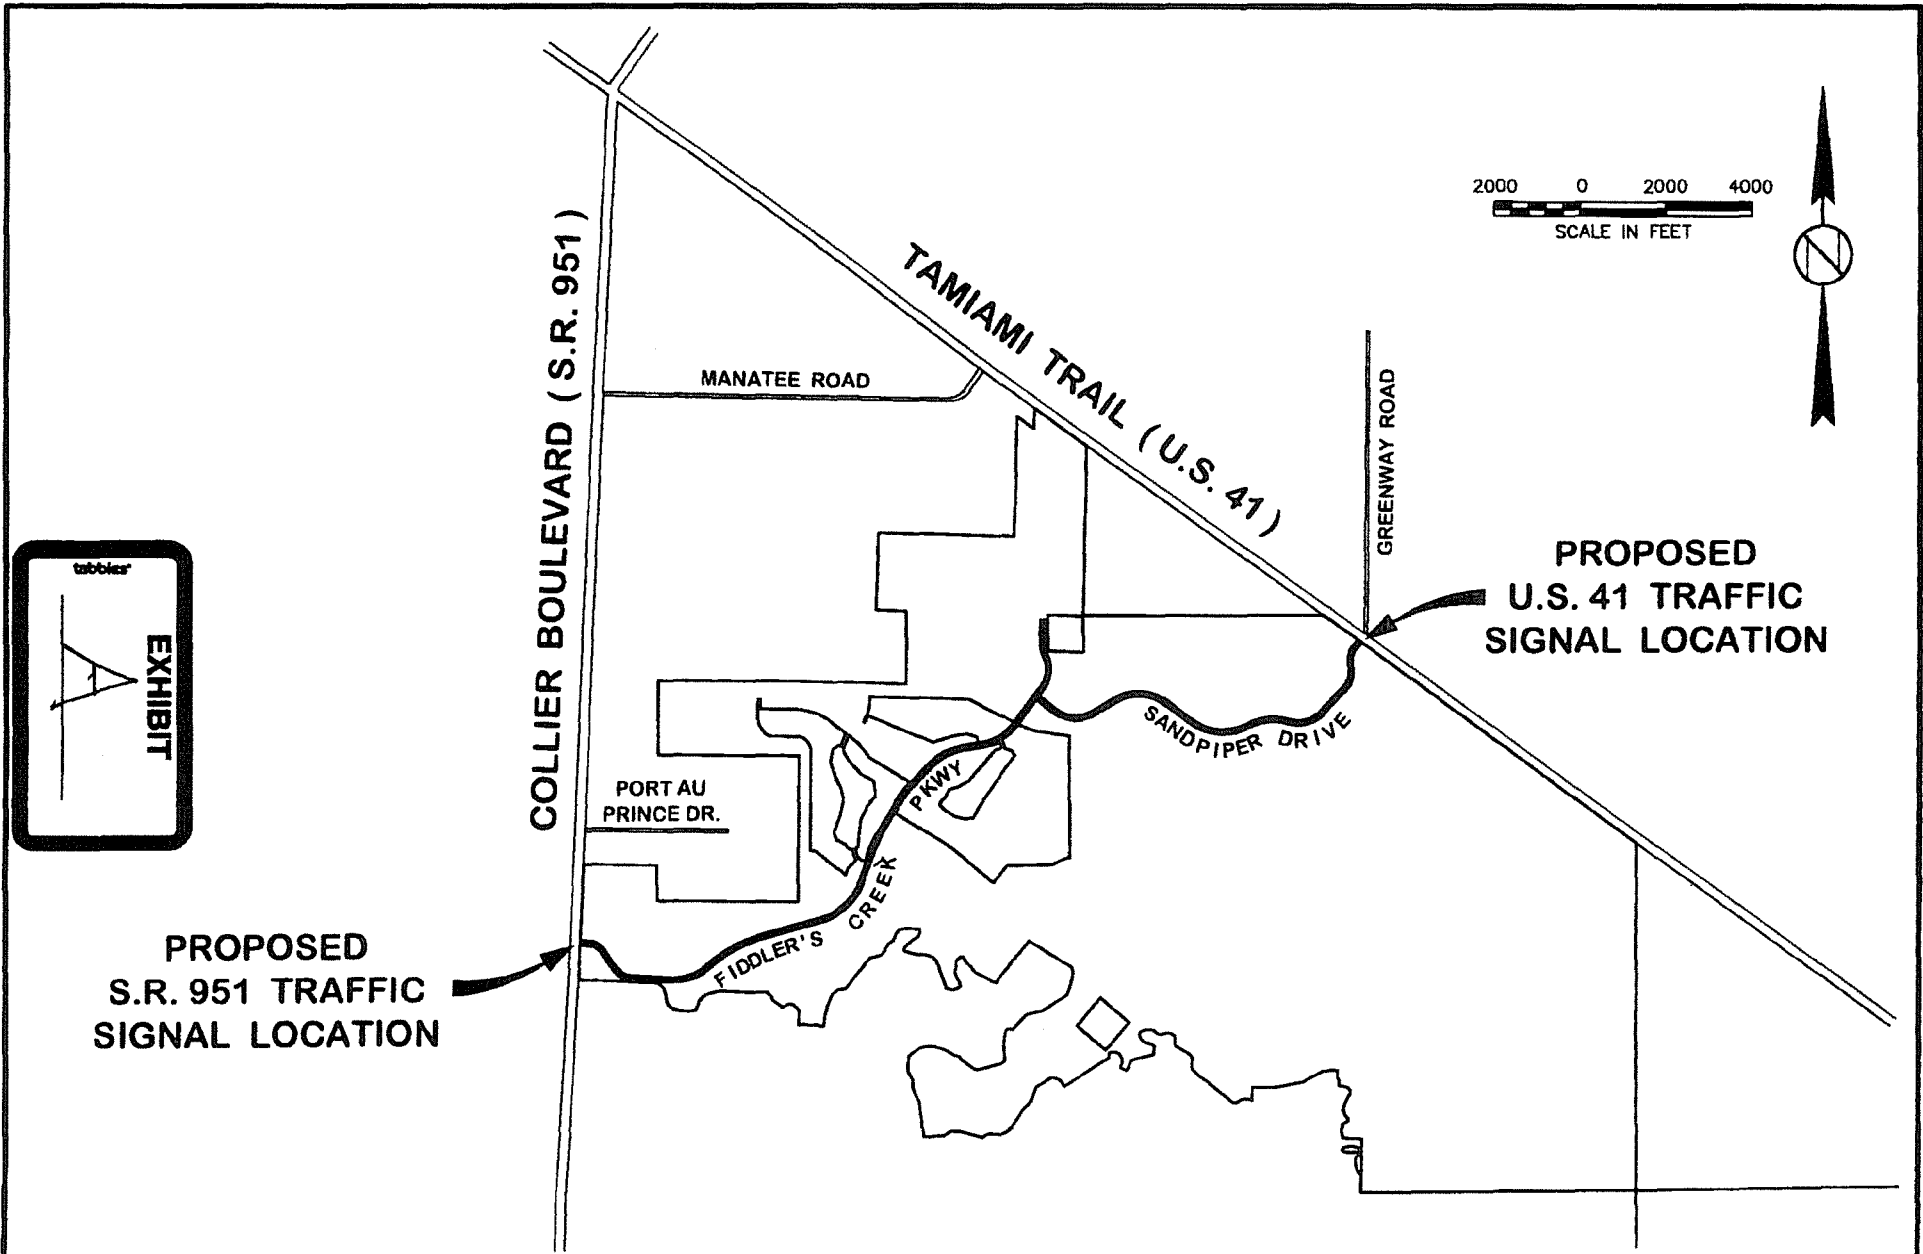 2000 0 2000 4000
SCALE IN FEET
N
COLLIER BOULEVARD (S.R. 951)
TAMIAMI TRAIL (U.S. 41)
MANATEE ROAD
GREENWAY ROAD
PROPOSED
U.S. 41 TRAFFIC
SIGNAL LOCATION
tabbies®
EXHIBIT
A
SANDPIPER DRIVE
PORT AU
PRINCE DR.
FIDDLER'S CREEK PKWY
PROPOSED
S.R. 951 TRAFFIC
SIGNAL LOCATION